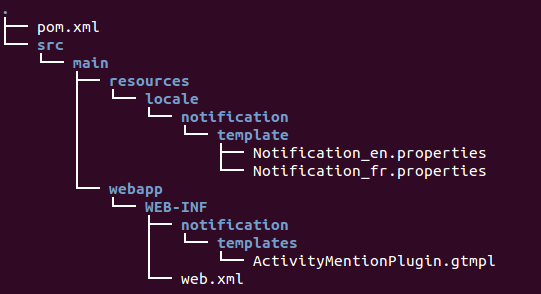 .
pom.xml
src
main
resources
locale
notification
template
Notification_en.properties
Notification_fr.properties
webapp
WEB-INF
notification
templates
ActivityMentionPlugin.gtmpl
web.xml